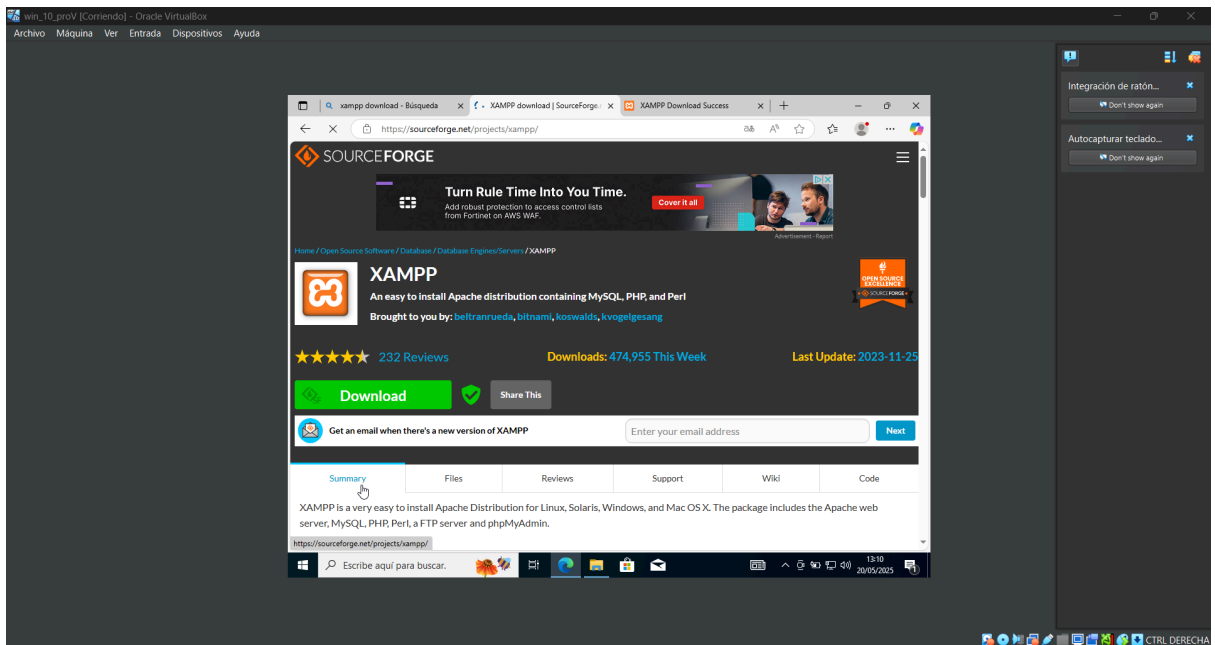 win_10_proV [Corriendo] - Oracle VirtualBox
Archivo Máquina Ver Entrada Dispositivos Ayuda
Integración de ratón...
Don't show again
Autocapturar teclado...
Don't show again
xampp download - Búsqueda
XAMPP download | SourceForge.
XAMPP Download Success
https://sourceforge.net/projects/xampp/
SOURCEFORGE
Turn Rule Time Into You Time.
Add robust protection to access control lists
from Fortinet on AWS WAF.
Cover it all
Advertisement - Report
Home / Open Source Software / Database / Database Engines/Servers / XAMPP
XAMPP
An easy to install Apache distribution containing MySQL, PHP, and Perl
Brought to you by: beltranrueda, bitnami, koswalds, kvogelgesang
OPEN SOURCE
EXCELLENCE
SOURCEFORGE
232 Reviews
Downloads: 474,955 This Week
Last Update: 2023-11-25
Download
Share This
Get an email when there's a new version of XAMPP
Enter your email address
Next
Summary Files Reviews Support Wiki Code
XAMPP is a very easy to install Apache Distribution for Linux, Solaris, Windows, and Mac OS X. The package includes the Apache web
server, MySQL, PHP, Perl, a FTP server and phpMyAdmin.
https://sourceforge.net/projects/xampp/
Escribe aquí para buscar.
13:10
20/05/2025
CTRL DERECHA